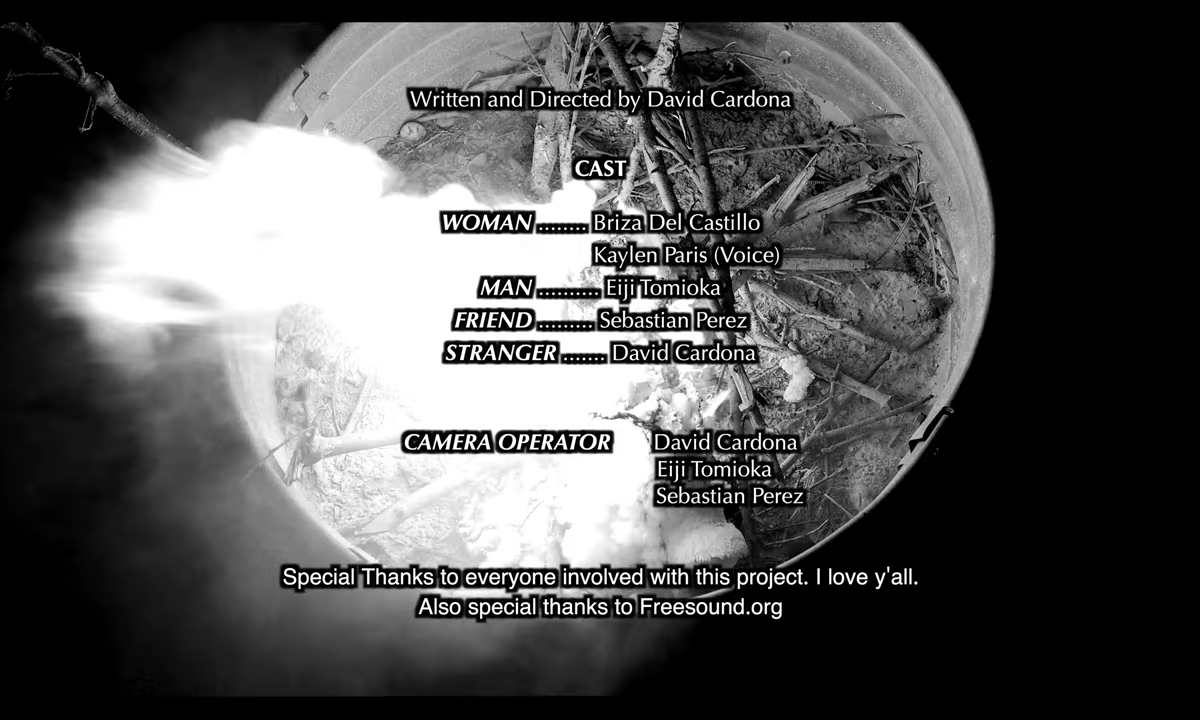 Written and Directed by David Cardona
CAST
WOMAN ........ Briza Del Castillo
Kaylen Paris (Voice)
MAN .......... Eiji Tomioka
FRIEND ......... Sebastian Perez
STRANGER ....... David Cardona
CAMERA OPERATOR David Cardona
Eiji Tomioka
Sebastian Perez
Special Thanks to everyone involved with this project. I love y'all.
Also special thanks to Freesound.org